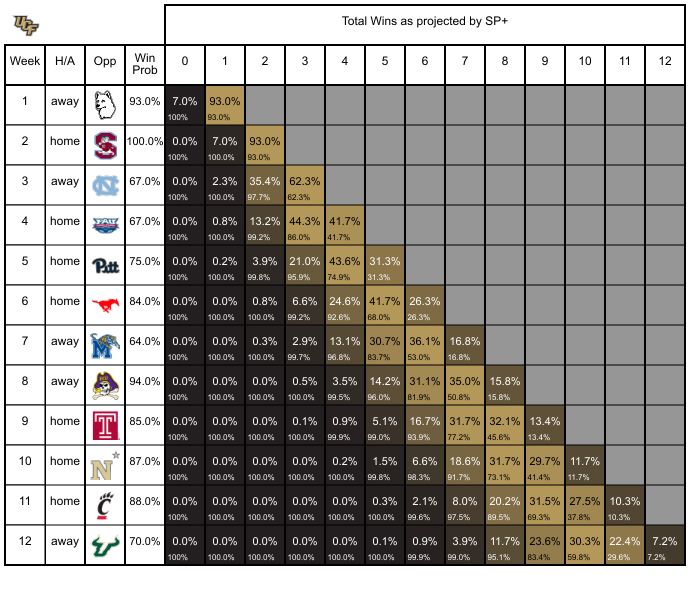 UCF
Total Wins as projected by SP+
Week H/A Opp Win Prob 0 1 2 3 4 5 6 7 8 9 10 11 12
1 away 93.0% 7.0% 93.0%
100% 93.0%
2 home S 100.0% 0.0% 7.0% 93.0%
100% 100.0% 93.0%
3 away NC 67.0% 0.0% 2.3% 35.4% 62.3%
100% 100.0% 97.7% 62.3%
4 home FAU 67.0% 0.0% 0.8% 13.2% 44.3% 41.7%
100% 100.0% 99.2% 86.0% 41.7%
5 home Pitt 75.0% 0.0% 0.2% 3.9% 21.0% 43.6% 31.3%
100% 100.0% 99.8% 95.9% 74.9% 31.3%
6 home 84.0% 0.0% 0.0% 0.8% 6.6% 24.6% 41.7% 26.3%
100% 100.0% 100.0% 99.2% 92.6% 68.0% 26.3%
7 away M 64.0% 0.0% 0.0% 0.3% 2.9% 13.1% 30.7% 36.1% 16.8%
100% 100.0% 100.0% 99.7% 96.8% 83.7% 53.0% 16.8%
8 away 94.0% 0.0% 0.0% 0.0% 0.5% 3.5% 14.2% 31.1% 35.0% 15.8%
100% 100.0% 100.0% 100.0% 99.5% 96.0% 81.9% 50.8% 15.8%
9 home T 85.0% 0.0% 0.0% 0.0% 0.1% 0.9% 5.1% 16.7% 31.7% 32.1% 13.4%
100% 100.0% 100.0% 100.0% 99.9% 99.0% 93.9% 77.2% 45.6% 13.4%
10 home N 87.0% 0.0% 0.0% 0.0% 0.0% 0.2% 1.5% 6.6% 18.6% 31.7% 29.7% 11.7%
100% 100.0% 100.0% 100.0% 100.0% 99.8% 98.3% 91.7% 73.1% 41.4% 11.7%
11 home C 88.0% 0.0% 0.0% 0.0% 0.0% 0.0% 0.3% 2.1% 8.0% 20.2% 31.5% 27.5% 10.3%
100% 100.0% 100.0% 100.0% 100.0% 100.0% 99.6% 97.5% 89.5% 69.3% 37.8% 10.3%
12 away U 70.0% 0.0% 0.0% 0.0% 0.0% 0.0% 0.1% 0.9% 3.9% 11.7% 23.6% 30.3% 22.4% 7.2%
100% 100.0% 100.0% 100.0% 100.0% 100.0% 99.9% 99.0% 95.1% 83.4% 59.8% 29.6% 7.2%